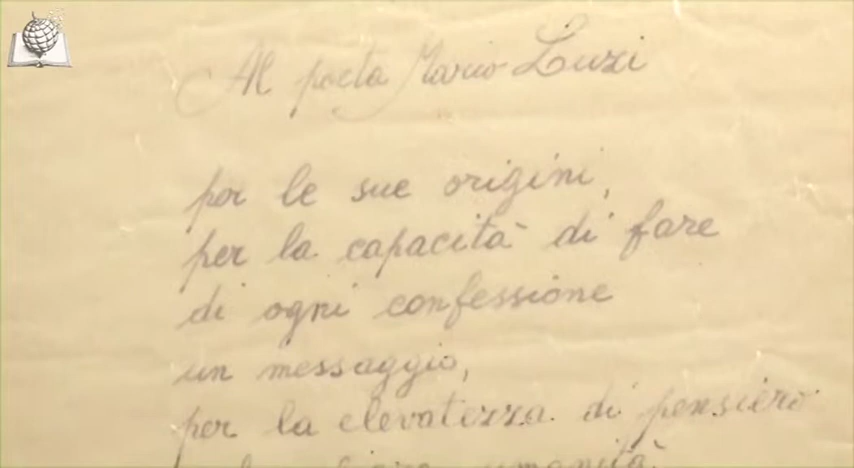 Al poeta Mario Luzi
per le sue origini,
per la capacità di fare
di ogni confessione
un messaggio,
per la elevatezza di pensiero
umanità